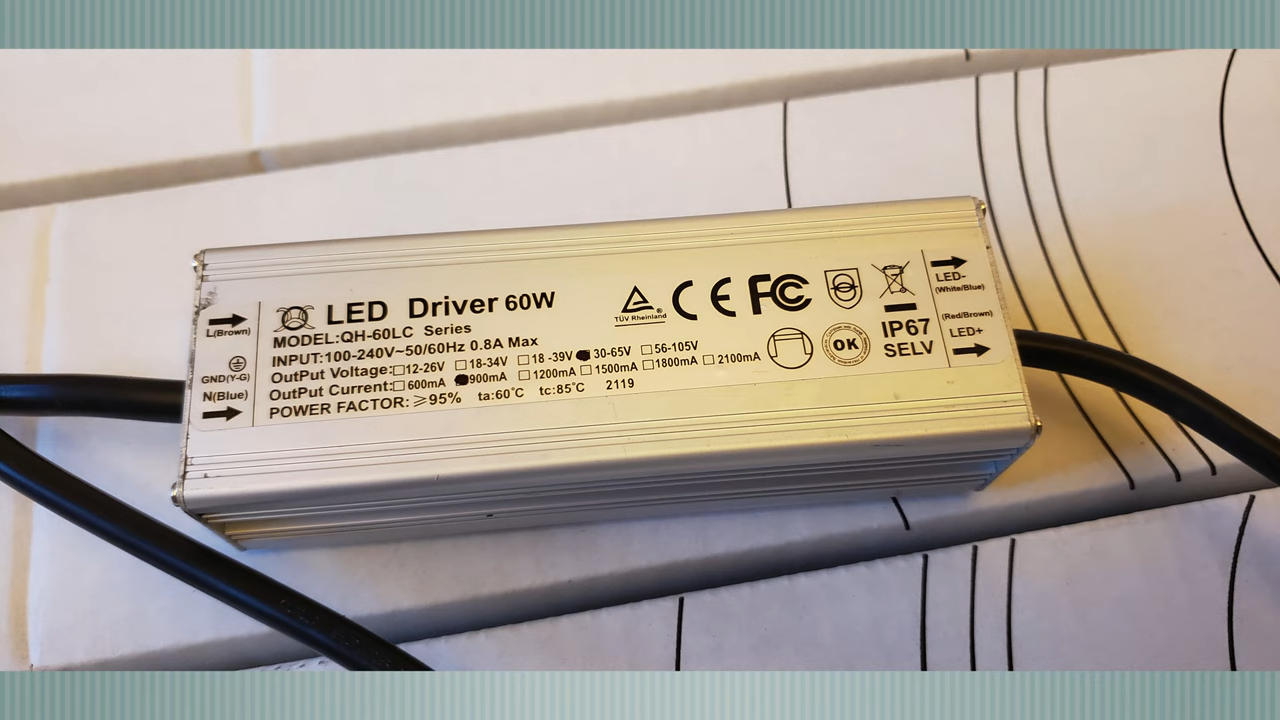 L(Brown)
GND(Y-G)
N(Blue)
LED Driver 60W
MODEL:QH-60LC Series
INPUT:100-240V~50/60Hz 0.8A Max
OutPut Voltage:□12-26V □18-34V □18 -39V ■30-65V □56-105V
OutPut Current:□600mA ■900mA □1200mA □1500mA □1800mA □2100mA
POWER FACTOR:≥95% ta:60℃ tc:85℃ 2119
TÜV Rheinland®
CE FC
OK
IP67
SELV
LED-
(White/Blue)
(Red/Brown)
LED+